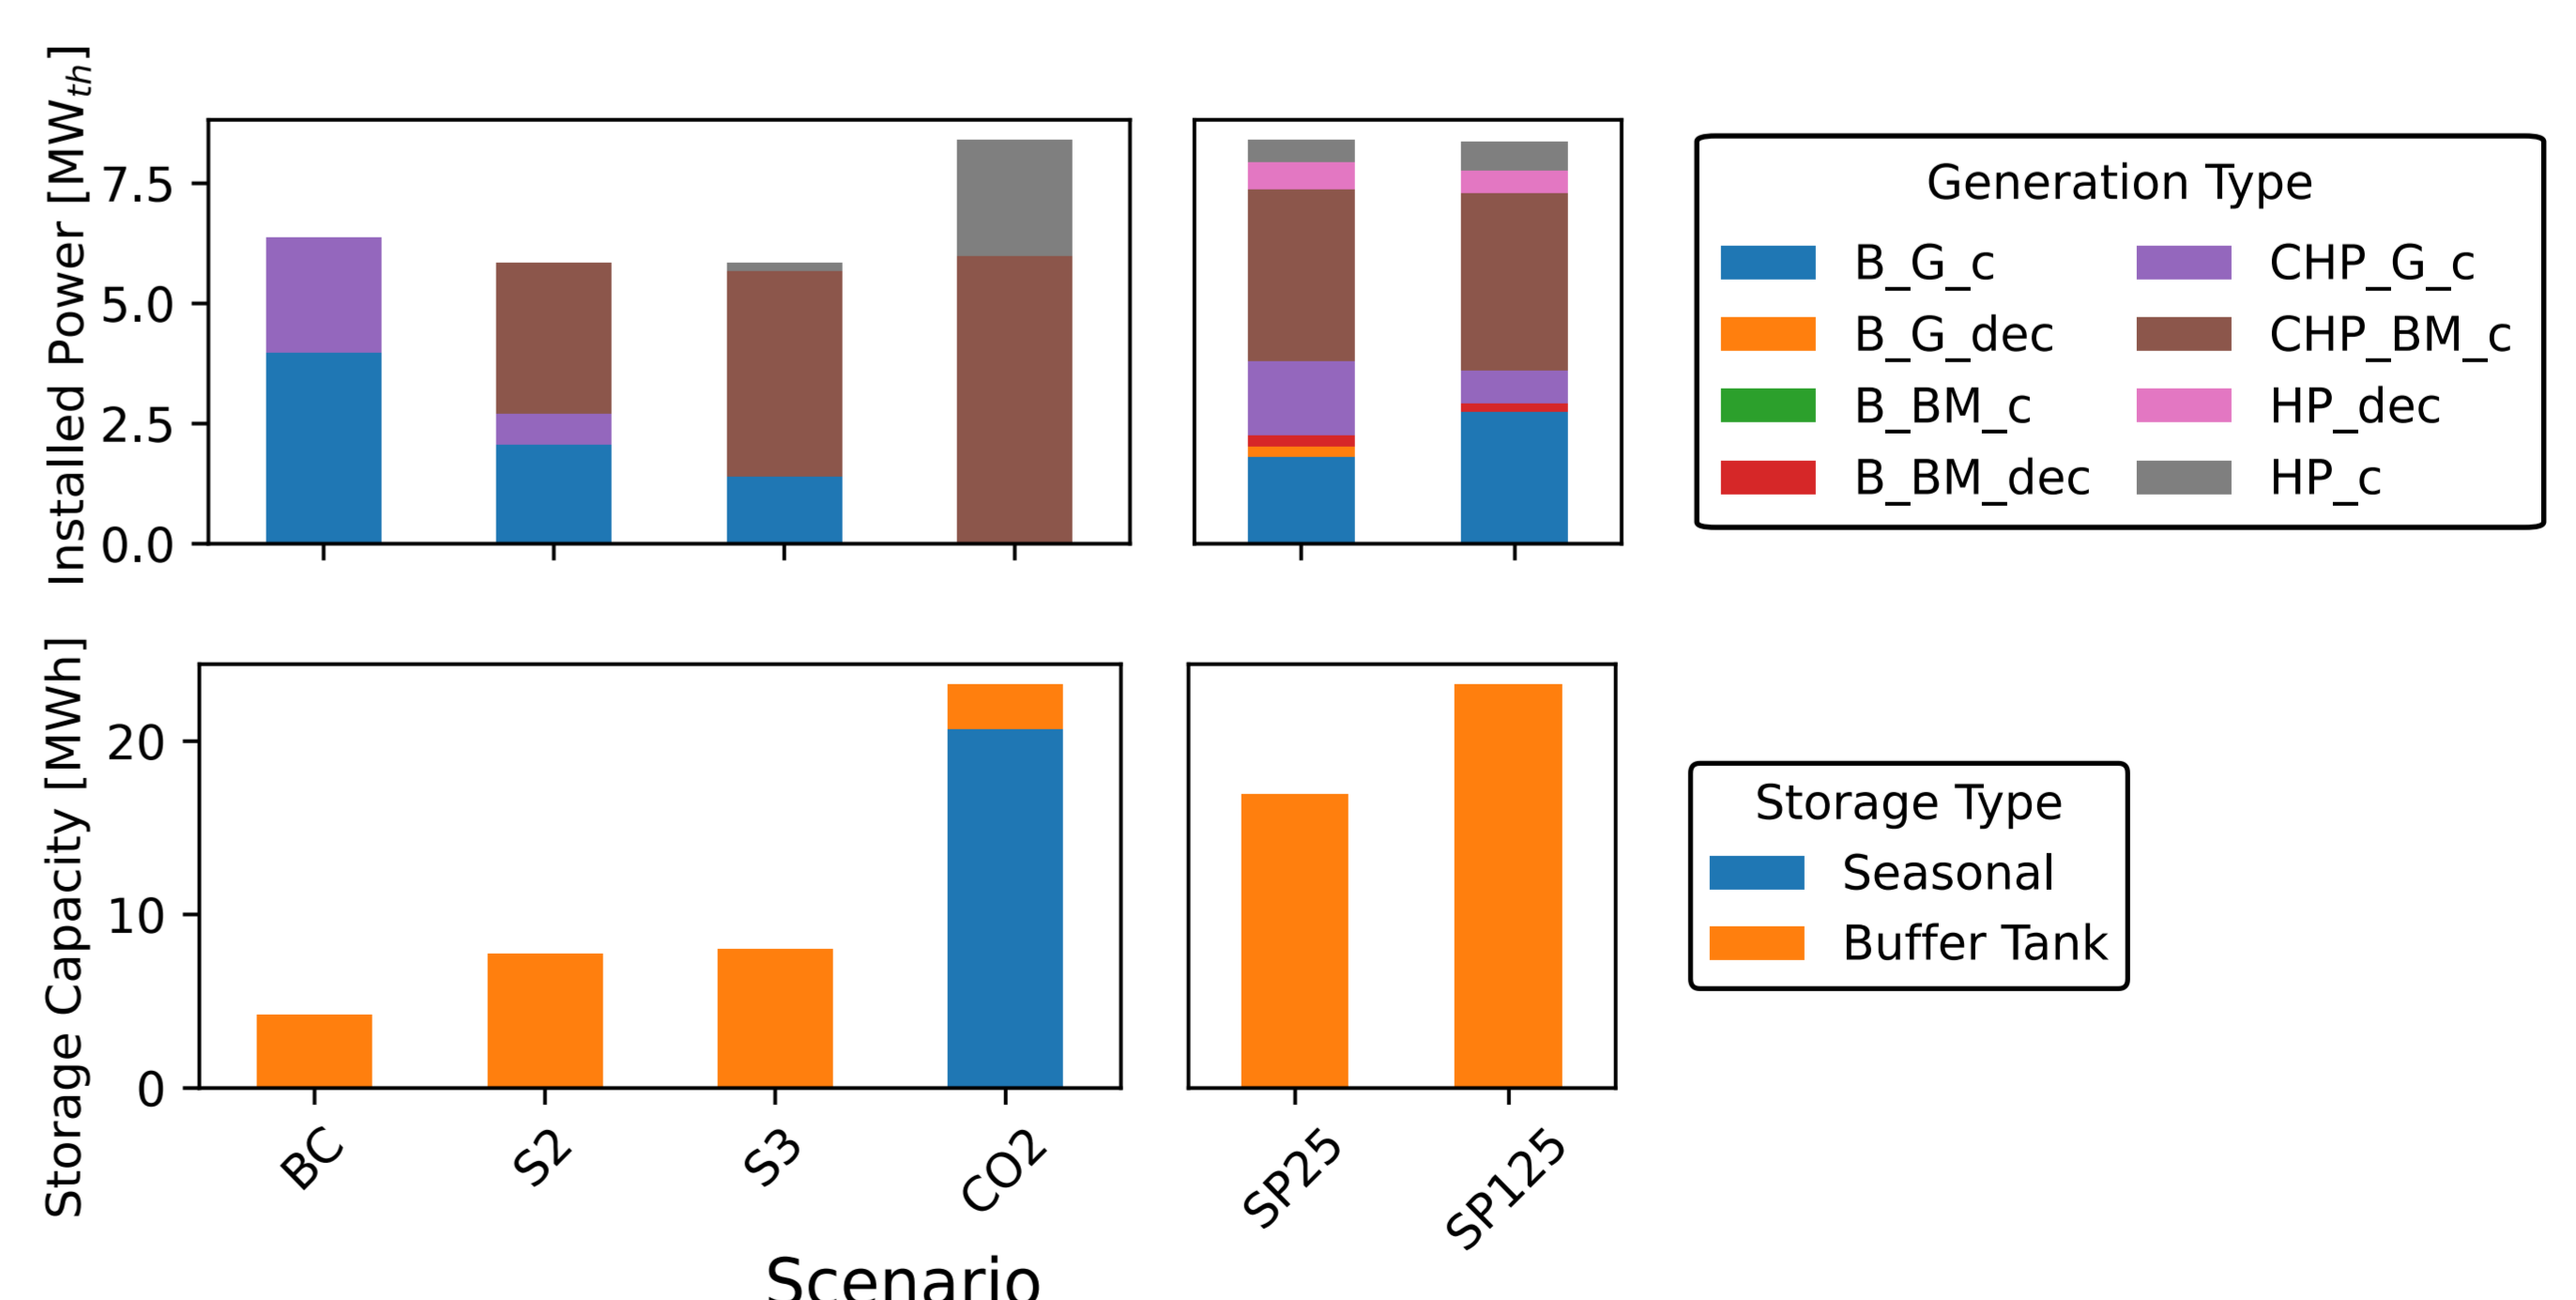 Installed Power [MWth]
7.5
5.0
2.5
0.0
Generation Type
B_G_c
B_G_dec
B_BM_c
B_BM_dec
CHP_G_c
CHP_BM_c
HP_dec
HP_c
Storage Capacity [MWh]
20
10
0
Storage Type
Seasonal
Buffer Tank
BC
S2
S3
CO2
SP25
SP125
Scenario